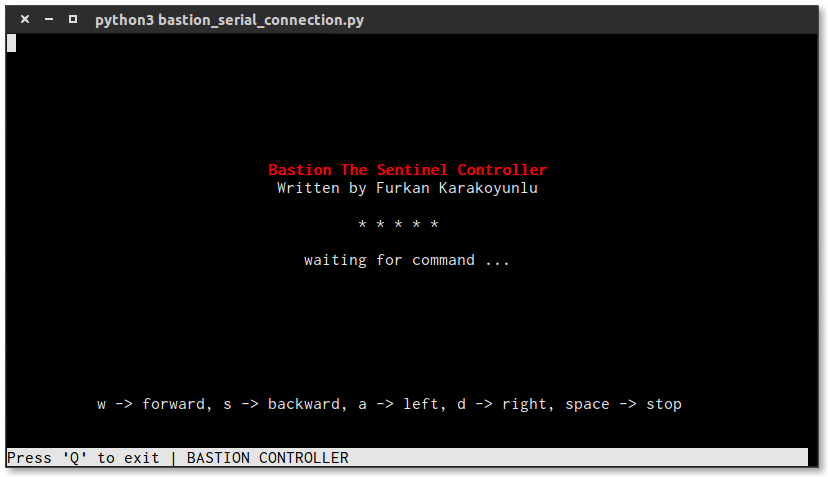 python3 bastion_serial_connection.py
Bastion The Sentinel Controller
Written by Furkan Karakoyunlu
* * * * *
waiting for command ...
w -> forward, s -> backward, a -> left, d -> right, space -> stop
Press 'Q' to exit | BASTION CONTROLLER